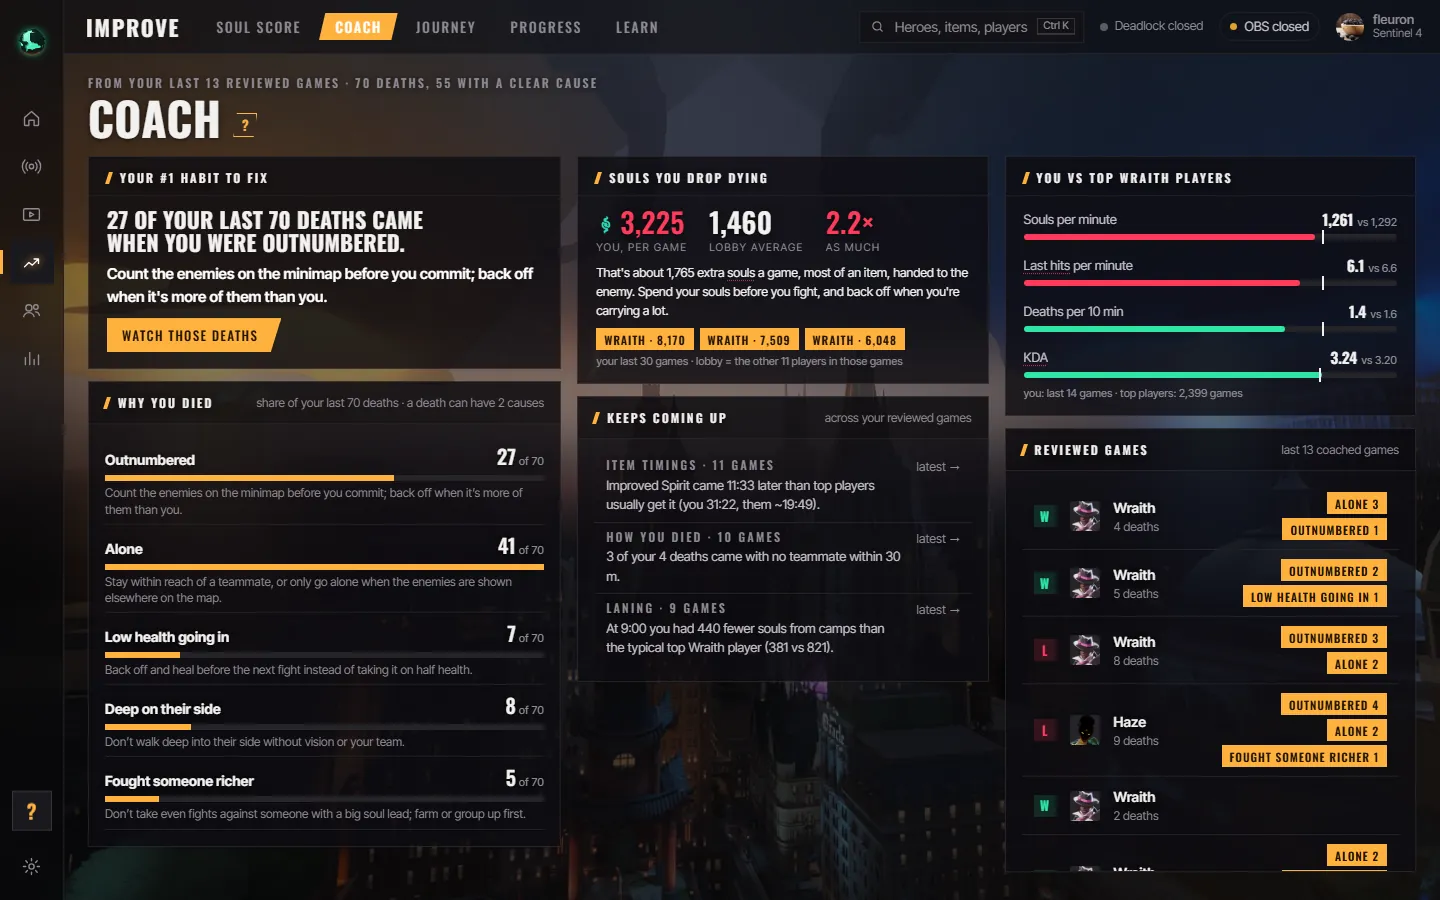 IMPROVE
SOUL SCORE
COACH
JOURNEY
PROGRESS
LEARN
Heroes, items, players
Ctrl K
Deadlock closed
OBS closed
fleuron
Sentinel 4
FROM YOUR LAST 13 REVIEWED GAMES · 70 DEATHS, 55 WITH A CLEAR CAUSE
COACH
?
YOUR #1 HABIT TO FIX
27 OF YOUR LAST 70 DEATHS CAME
WHEN YOU WERE OUTNUMBERED.
Count the enemies on the minimap before you commit; back off
when it's more of them than you.
WATCH THOSE DEATHS
WHY YOU DIED
share of your last 70 deaths · a death can have 2 causes
Outnumbered
27 of 70
Count the enemies on the minimap before you commit; back off when it's more of
them than you.
Alone
41 of 70
Stay within reach of a teammate, or only go alone when the enemies are shown
elsewhere on the map.
Low health going in
7 of 70
Back off and heal before the next fight instead of taking it on half health.
Deep on their side
8 of 70
Don't walk deep into their side without vision or your team.
Fought someone richer
5 of 70
Don't take even fights against someone with a big soul lead; farm or group up first.
SOULS YOU DROP DYING
3,225
YOU, PER GAME
1,460
LOBBY AVERAGE
2.2×
AS MUCH
That's about 1,765 extra souls a game, most of an item, handed to the
enemy. Spend your souls before you fight, and back off when you're
carrying a lot.
WRAITH · 8,170
WRAITH · 7,509
WRAITH · 6,048
your last 30 games · lobby = the other 11 players in those games
KEEPS COMING UP
across your reviewed games
ITEM TIMINGS · 11 GAMES
latest →
Improved Spirit came 11:33 later than top players
usually get it (you 31:22, them ~19:49).
HOW YOU DIED · 10 GAMES
latest →
3 of your 4 deaths came with no teammate within 30
m.
LANING · 9 GAMES
latest →
At 9:00 you had 440 fewer souls from camps than
the typical top Wraith player (381 vs 821).
YOU VS TOP WRAITH PLAYERS
Souls per minute
1,261 vs 1,292
Last hits per minute
6.1 vs 6.6
Deaths per 10 min
1.4 vs 1.6
KDA
3.24 vs 3.20
you: last 14 games · top players: 2,399 games
REVIEWED GAMES
last 13 coached games
W
Wraith
4 deaths
ALONE 3
OUTNUMBERED 1
W
Wraith
5 deaths
OUTNUMBERED 2
LOW HEALTH GOING IN 1
L
Wraith
8 deaths
OUTNUMBERED 3
ALONE 2
L
Haze
9 deaths
OUTNUMBERED 4
ALONE 2
FOUGHT SOMEONE RICHER 1
W
Wraith
2 deaths
ALONE 2
?